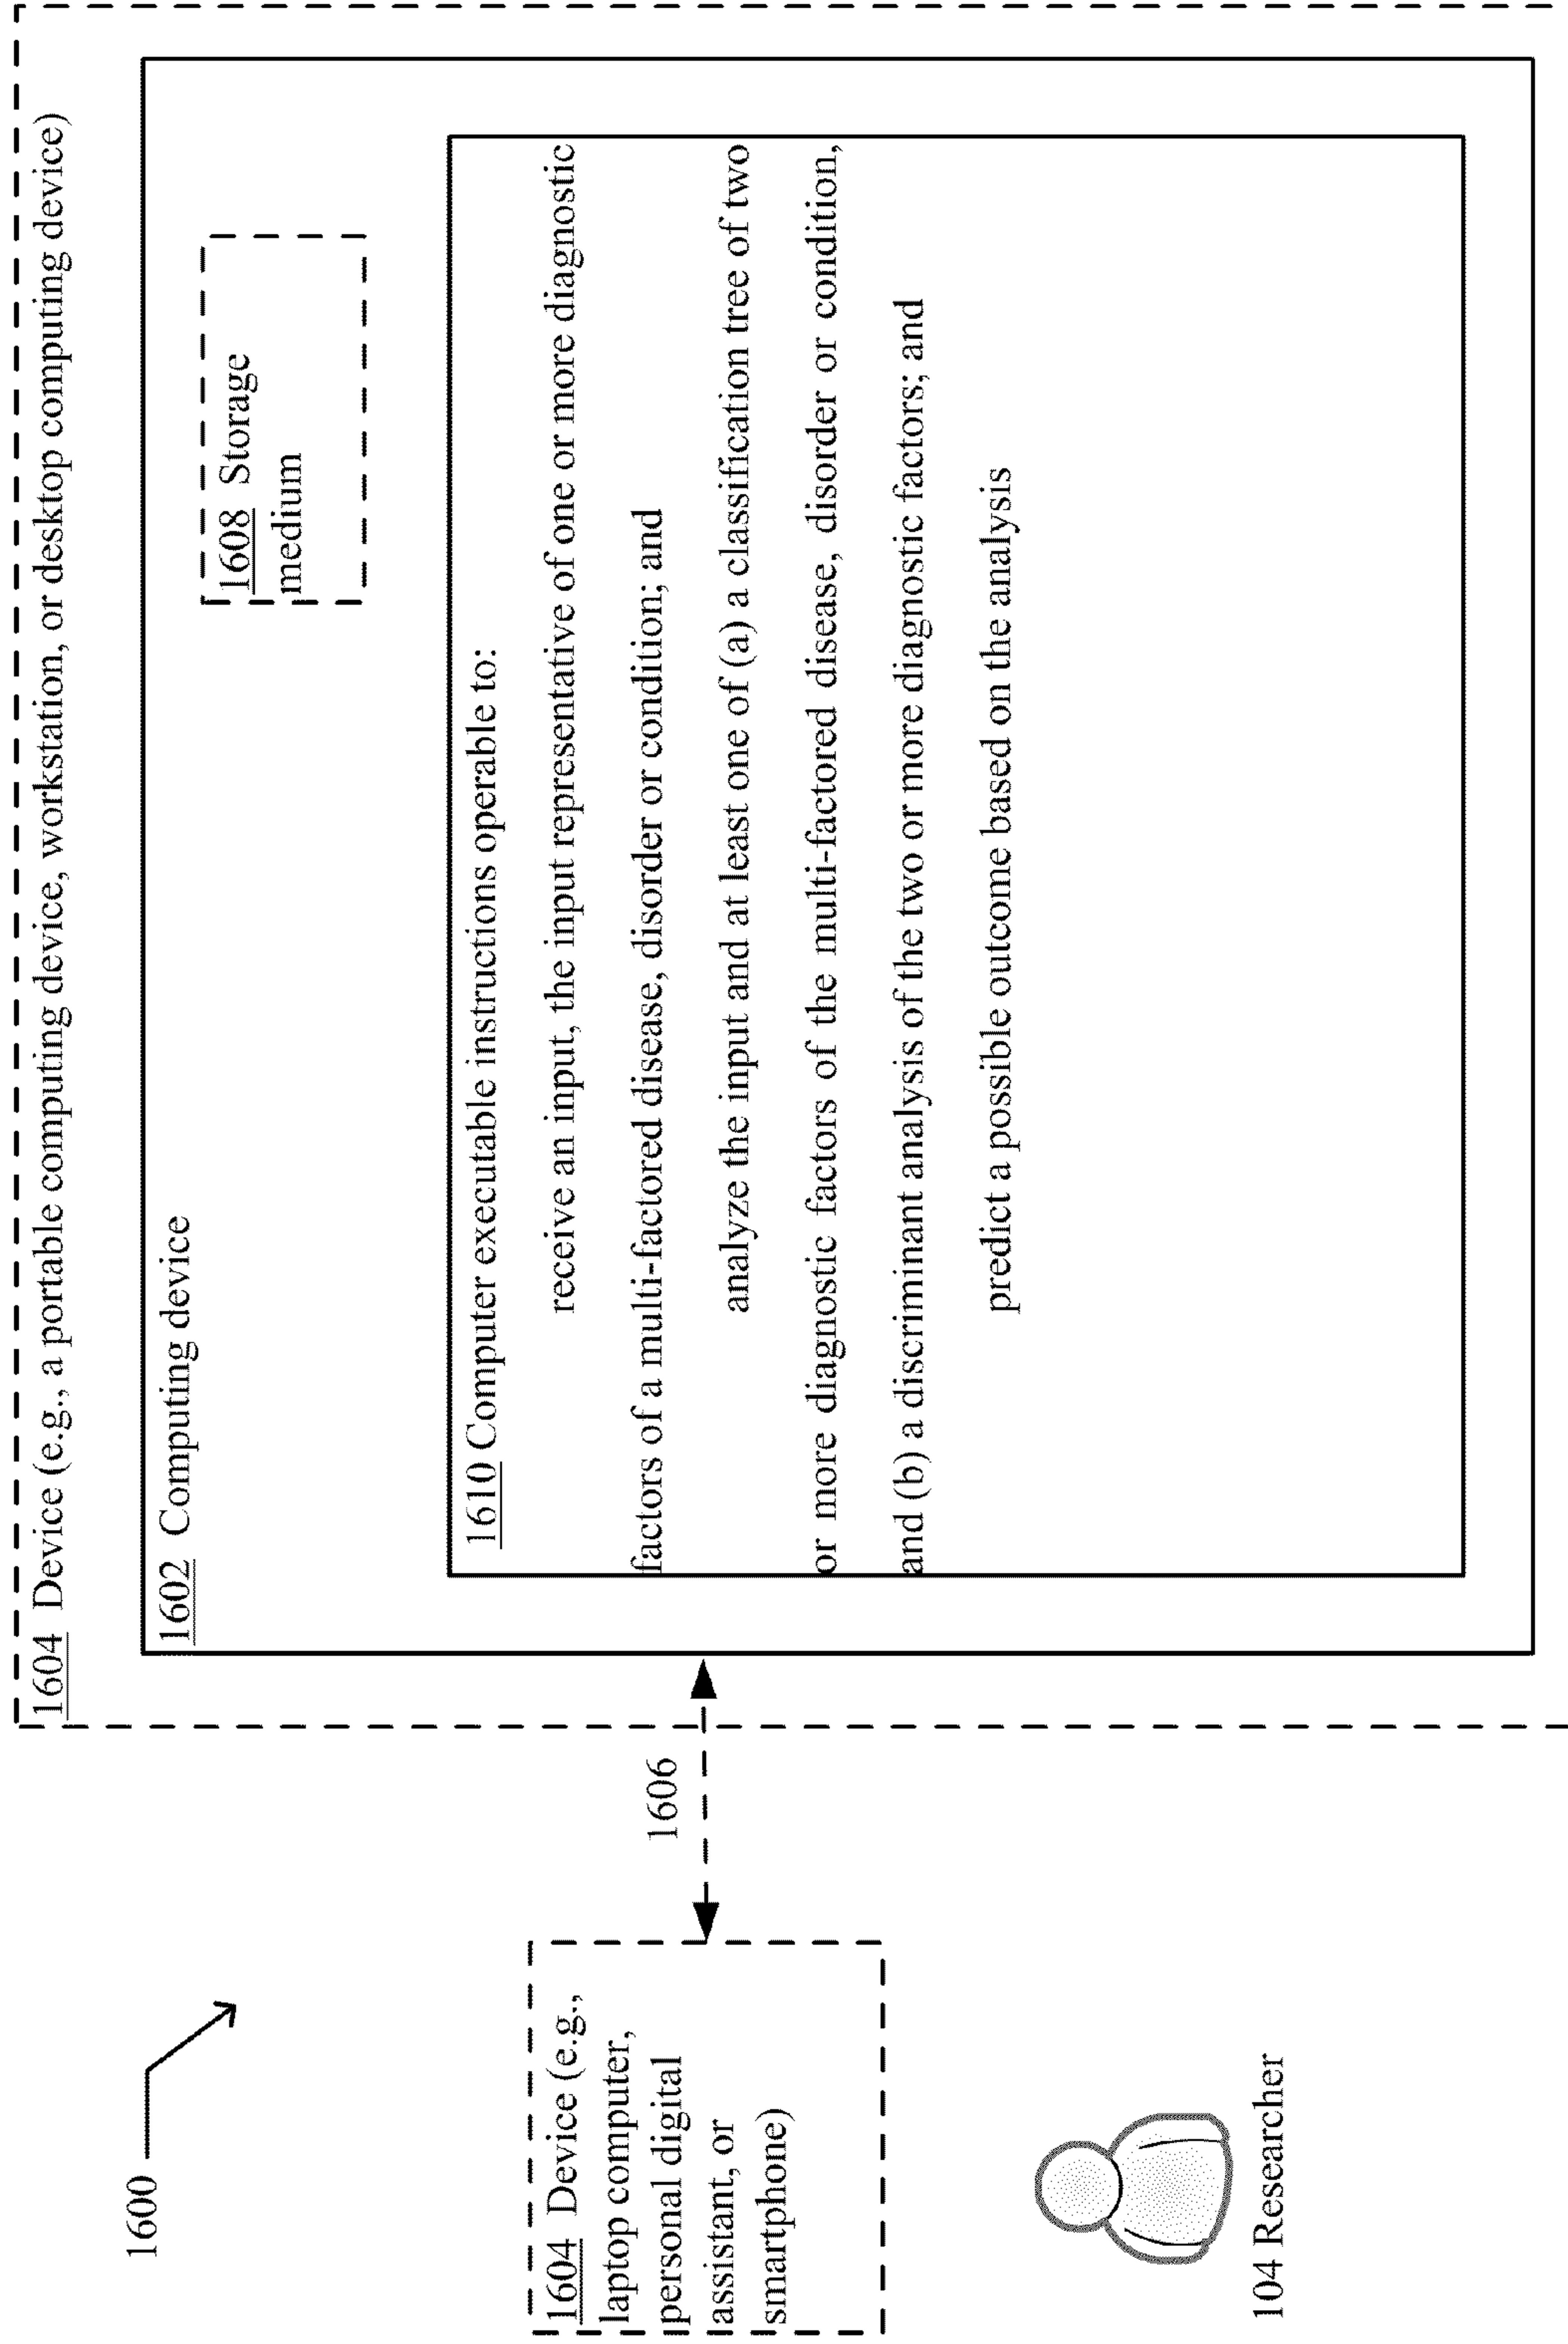 1600
1604 Device (e.g., a portable computing device, workstation, or desktop computing device)
1602 Computing device
1608 Storage
medium
1610 Computer executable instructions operable to:
receive an input, the input representative of one or more diagnostic
factors of a multi-factored disease, disorder or condition; and
analyze the input and at least one of (a) a classification tree of two
or more diagnostic factors of the multi-factored disease, disorder or condition,
and (b) a discriminant analysis of the two or more diagnostic factors; and
predict a possible outcome based on the analysis
1606
1604 Device (e.g.,
laptop computer,
personal digital
assistant, or
smartphone)
104 Researcher